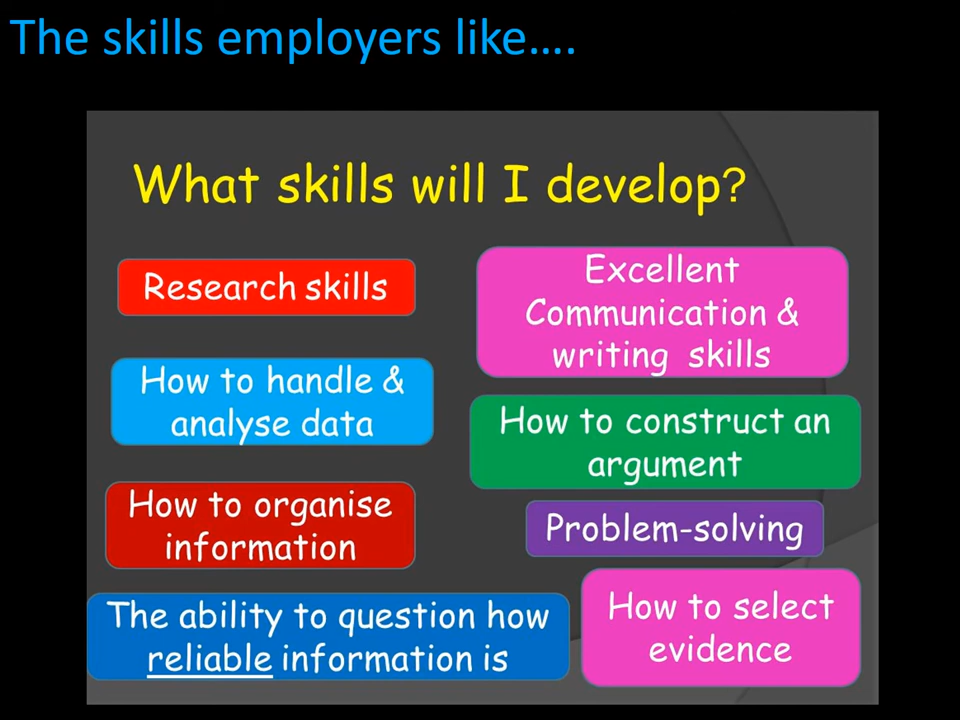 The skills employers like....
What skills will I develop?
Research skills
How to handle &
analyse data
How to organise
information
The ability to question how
reliable information is
Excellent
Communication &
writing skills
How to construct an
argument
Problem-solving
How to select
evidence